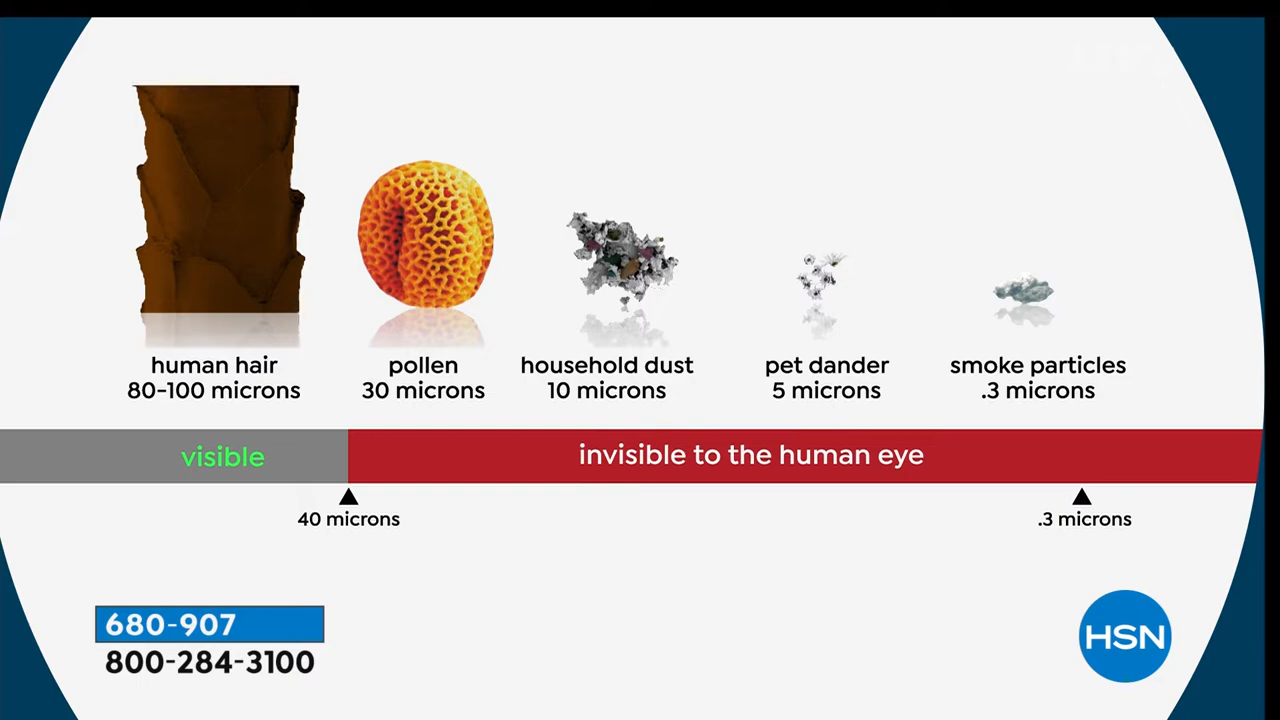 human hair
80-100 microns
pollen
30 microns
household dust
10 microns
pet dander
5 microns
smoke particles
.3 microns
visible
invisible to the human eye
40 microns
.3 microns
680-907
800-284-3100
HSN